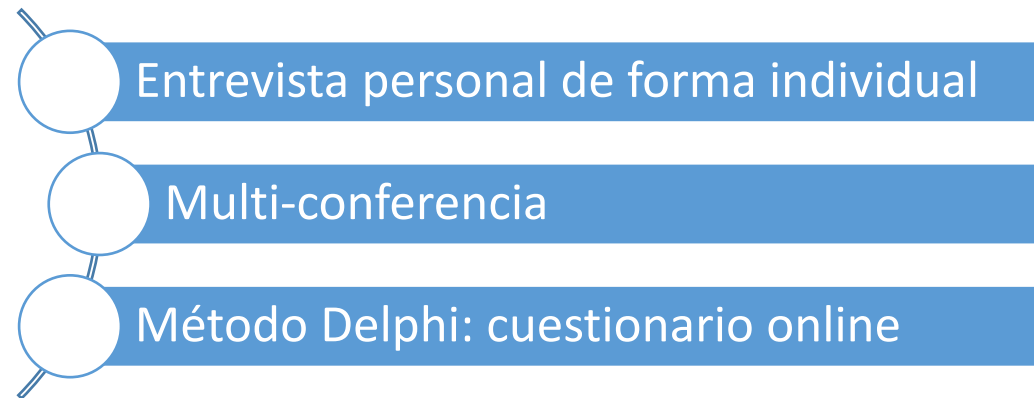 Entrevista personal de forma individual
Multi-conferencia
Método Delphi: cuestionario online